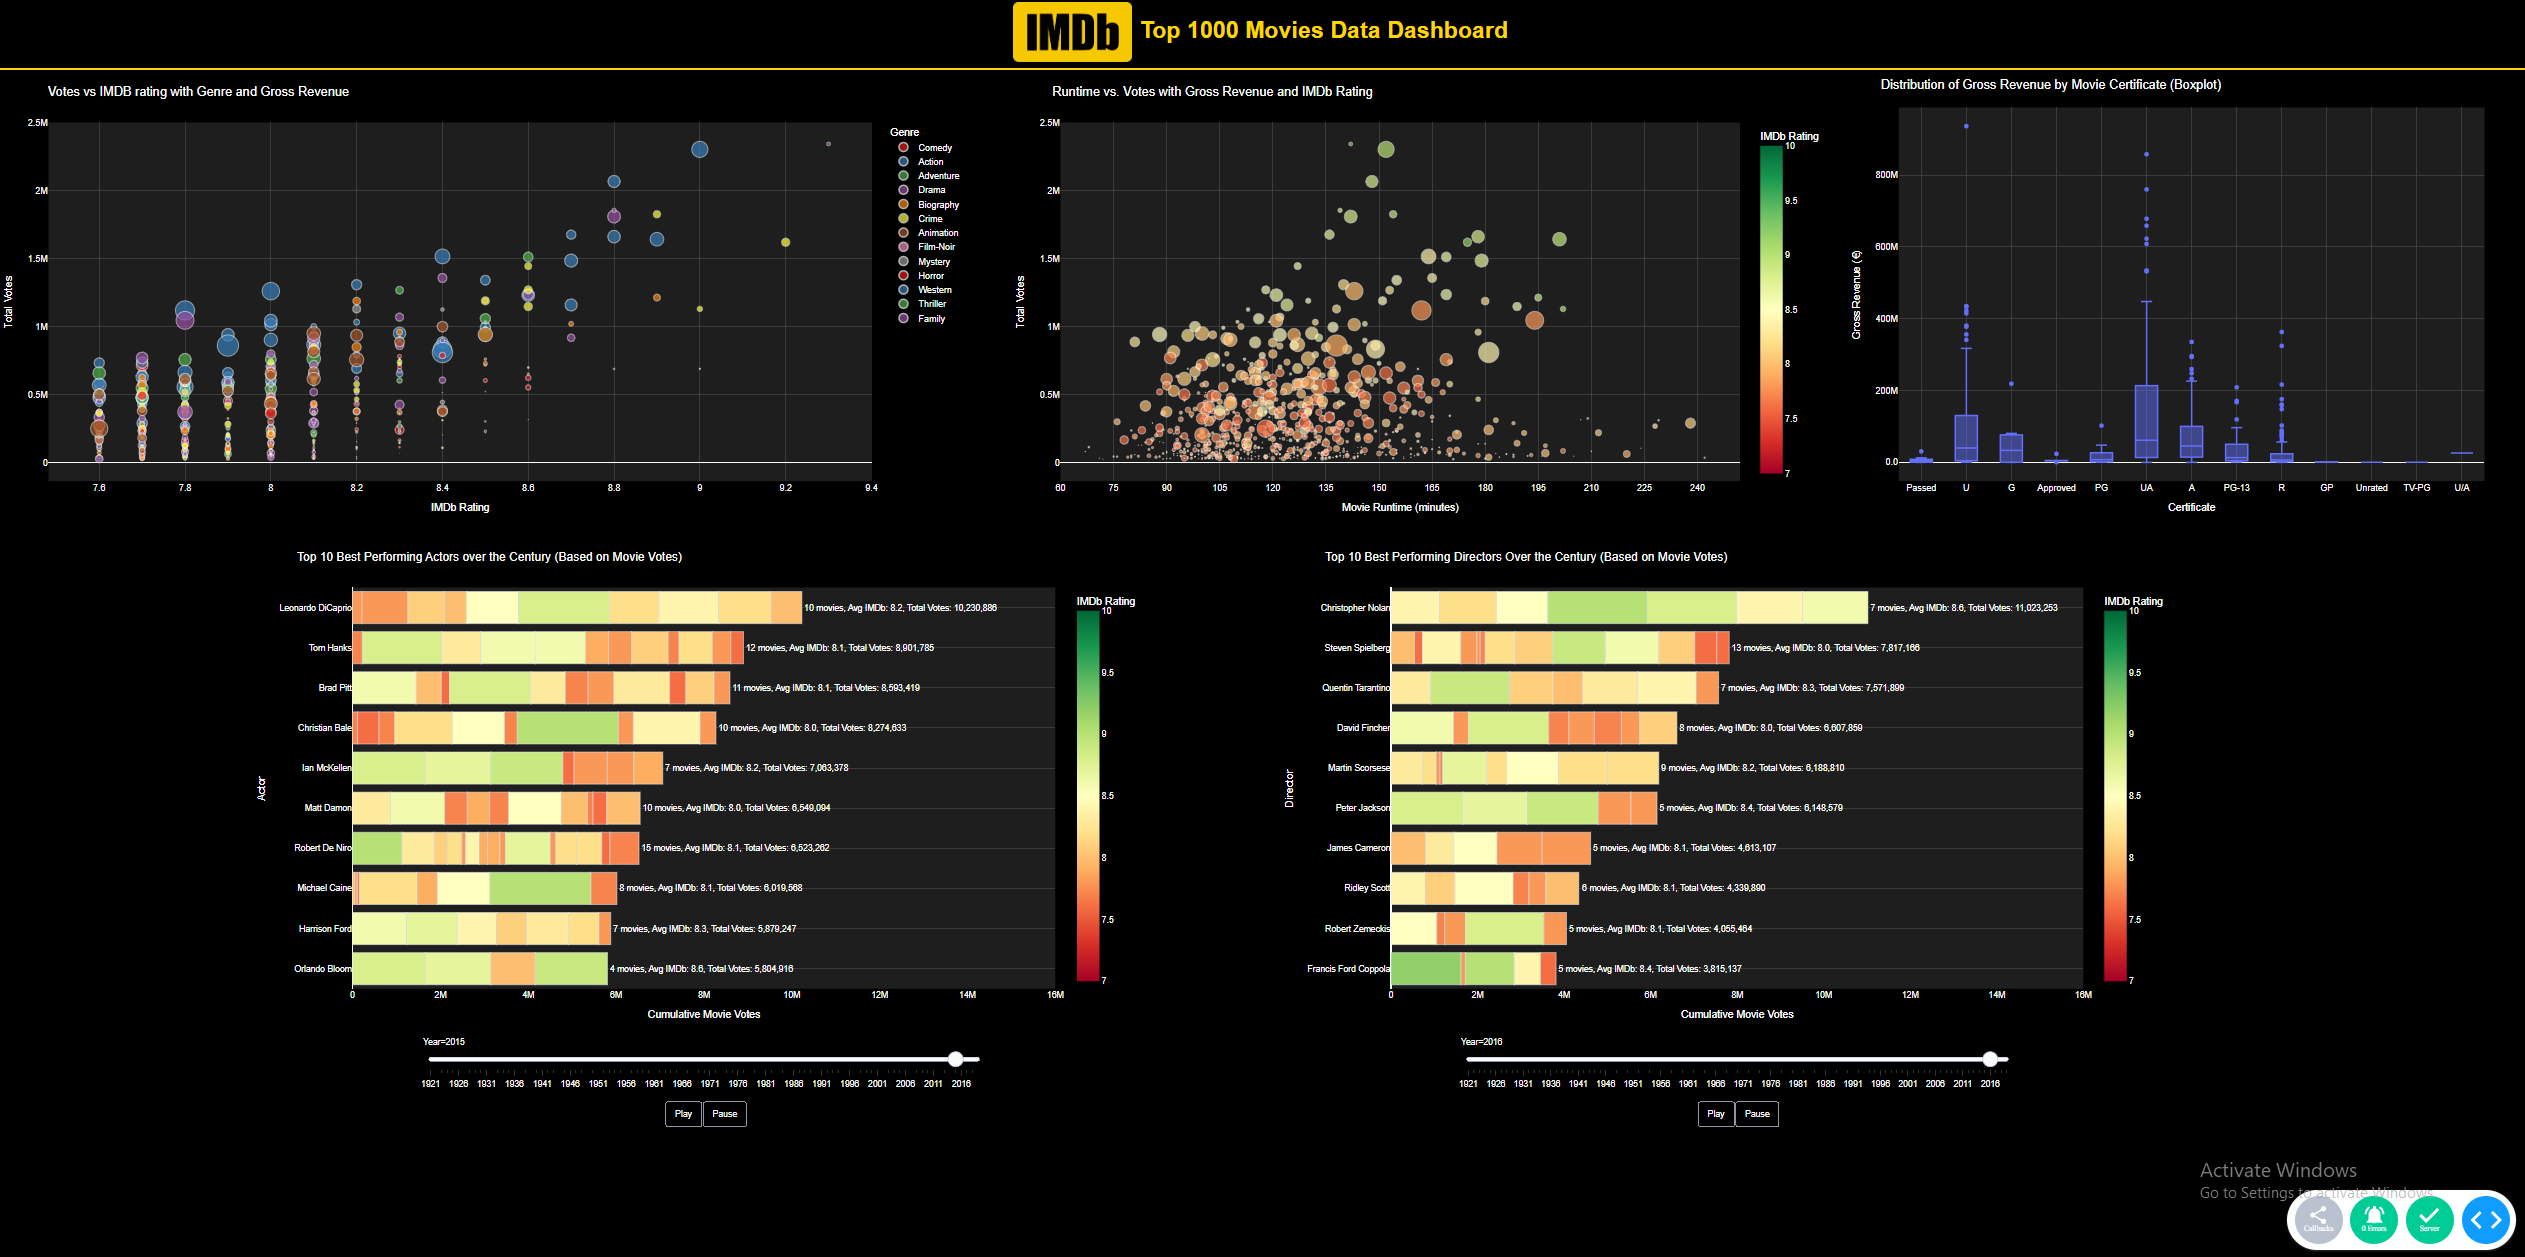 IMDb Top 1000 Movies Data Dashboard
Votes vs IMDB rating with Genre and Gross Revenue
2.5M
2M
1.5M
1M
0.5M
0
Total Votes
7.6 7.8 8 8.2 8.4 8.6 8.8 9 9.2 9.4
IMDb Rating
Genre
Comedy
Action
Adventure
Drama
Biography
Crime
Animation
Film-Noir
Mystery
Horror
Western
Thriller
Family
Runtime vs. Votes with Gross Revenue and IMDb Rating
2.5M
2M
1.5M
1M
0.5M
0
Total Votes
60 75 90 105 120 135 150 165 180 195 210 225 240
Movie Runtime (minutes)
IMDb Rating
10
9.5
9
8.5
8
7.5
7
Distribution of Gross Revenue by Movie Certificate (Boxplot)
800M
600M
400M
200M
0.0
Gross Revenue (€)
Passed U G Approved PG UA A PG-13 R GP Unrated TV-PG U/A
Certificate
Top 10 Best Performing Actors over the Century (Based on Movie Votes)
Actor
Leonardo DiCaprio 10 movies, Avg IMDb: 8.2, Total Votes: 10,230,886
Tom Hanks 12 movies, Avg IMDb: 8.1, Total Votes: 8,901,785
Brad Pitt 11 movies, Avg IMDb: 8.1, Total Votes: 8,593,419
Christian Bale 10 movies, Avg IMDb: 8.0, Total Votes: 8,274,633
Ian McKellen 7 movies, Avg IMDb: 8.2, Total Votes: 7,063,378
Matt Damon 10 movies, Avg IMDb: 8.0, Total Votes: 6,549,094
Robert De Niro 15 movies, Avg IMDb: 8.1, Total Votes: 6,523,262
Michael Caine 8 movies, Avg IMDb: 8.1, Total Votes: 6,019,568
Harrison Ford 7 movies, Avg IMDb: 8.3, Total Votes: 5,879,247
Orlando Bloom 4 movies, Avg IMDb: 8.6, Total Votes: 5,804,916
0 2M 4M 6M 8M 10M 12M 14M 16M
Cumulative Movie Votes
IMDb Rating
10
9.5
9
8.5
8
7.5
7
Year=2015
1921 1926 1931 1936 1941 1946 1951 1956 1961 1966 1971 1976 1981 1986 1991 1996 2001 2006 2011 2016
Play Pause
Top 10 Best Performing Directors Over the Century (Based on Movie Votes)
Director
Christopher Nolan 7 movies, Avg IMDb: 8.6, Total Votes: 11,023,253
Steven Spielberg 13 movies, Avg IMDb: 8.0, Total Votes: 7,817,166
Quentin Tarantino 7 movies, Avg IMDb: 8.3, Total Votes: 7,571,899
David Fincher 8 movies, Avg IMDb: 8.0, Total Votes: 6,607,859
Martin Scorsese 9 movies, Avg IMDb: 8.2, Total Votes: 6,188,810
Peter Jackson 5 movies, Avg IMDb: 8.4, Total Votes: 6,148,579
James Cameron 5 movies, Avg IMDb: 8.1, Total Votes: 4,613,107
Ridley Scott 6 movies, Avg IMDb: 8.1, Total Votes: 4,339,890
Robert Zemeckis 5 movies, Avg IMDb: 8.1, Total Votes: 4,055,464
Francis Ford Coppola 5 movies, Avg IMDb: 8.4, Total Votes: 3,815,137
0 2M 4M 6M 8M 10M 12M 14M 16M
Cumulative Movie Votes
IMDb Rating
10
9.5
9
8.5
8
7.5
7
Year=2016
1921 1926 1931 1936 1941 1946 1951 1956 1961 1966 1971 1976 1981 1986 1991 1996 2001 2006 2011 2016
Play Pause
Activate Windows
Go to Settings to activate Windows.
Callbacks 0 Errors Server